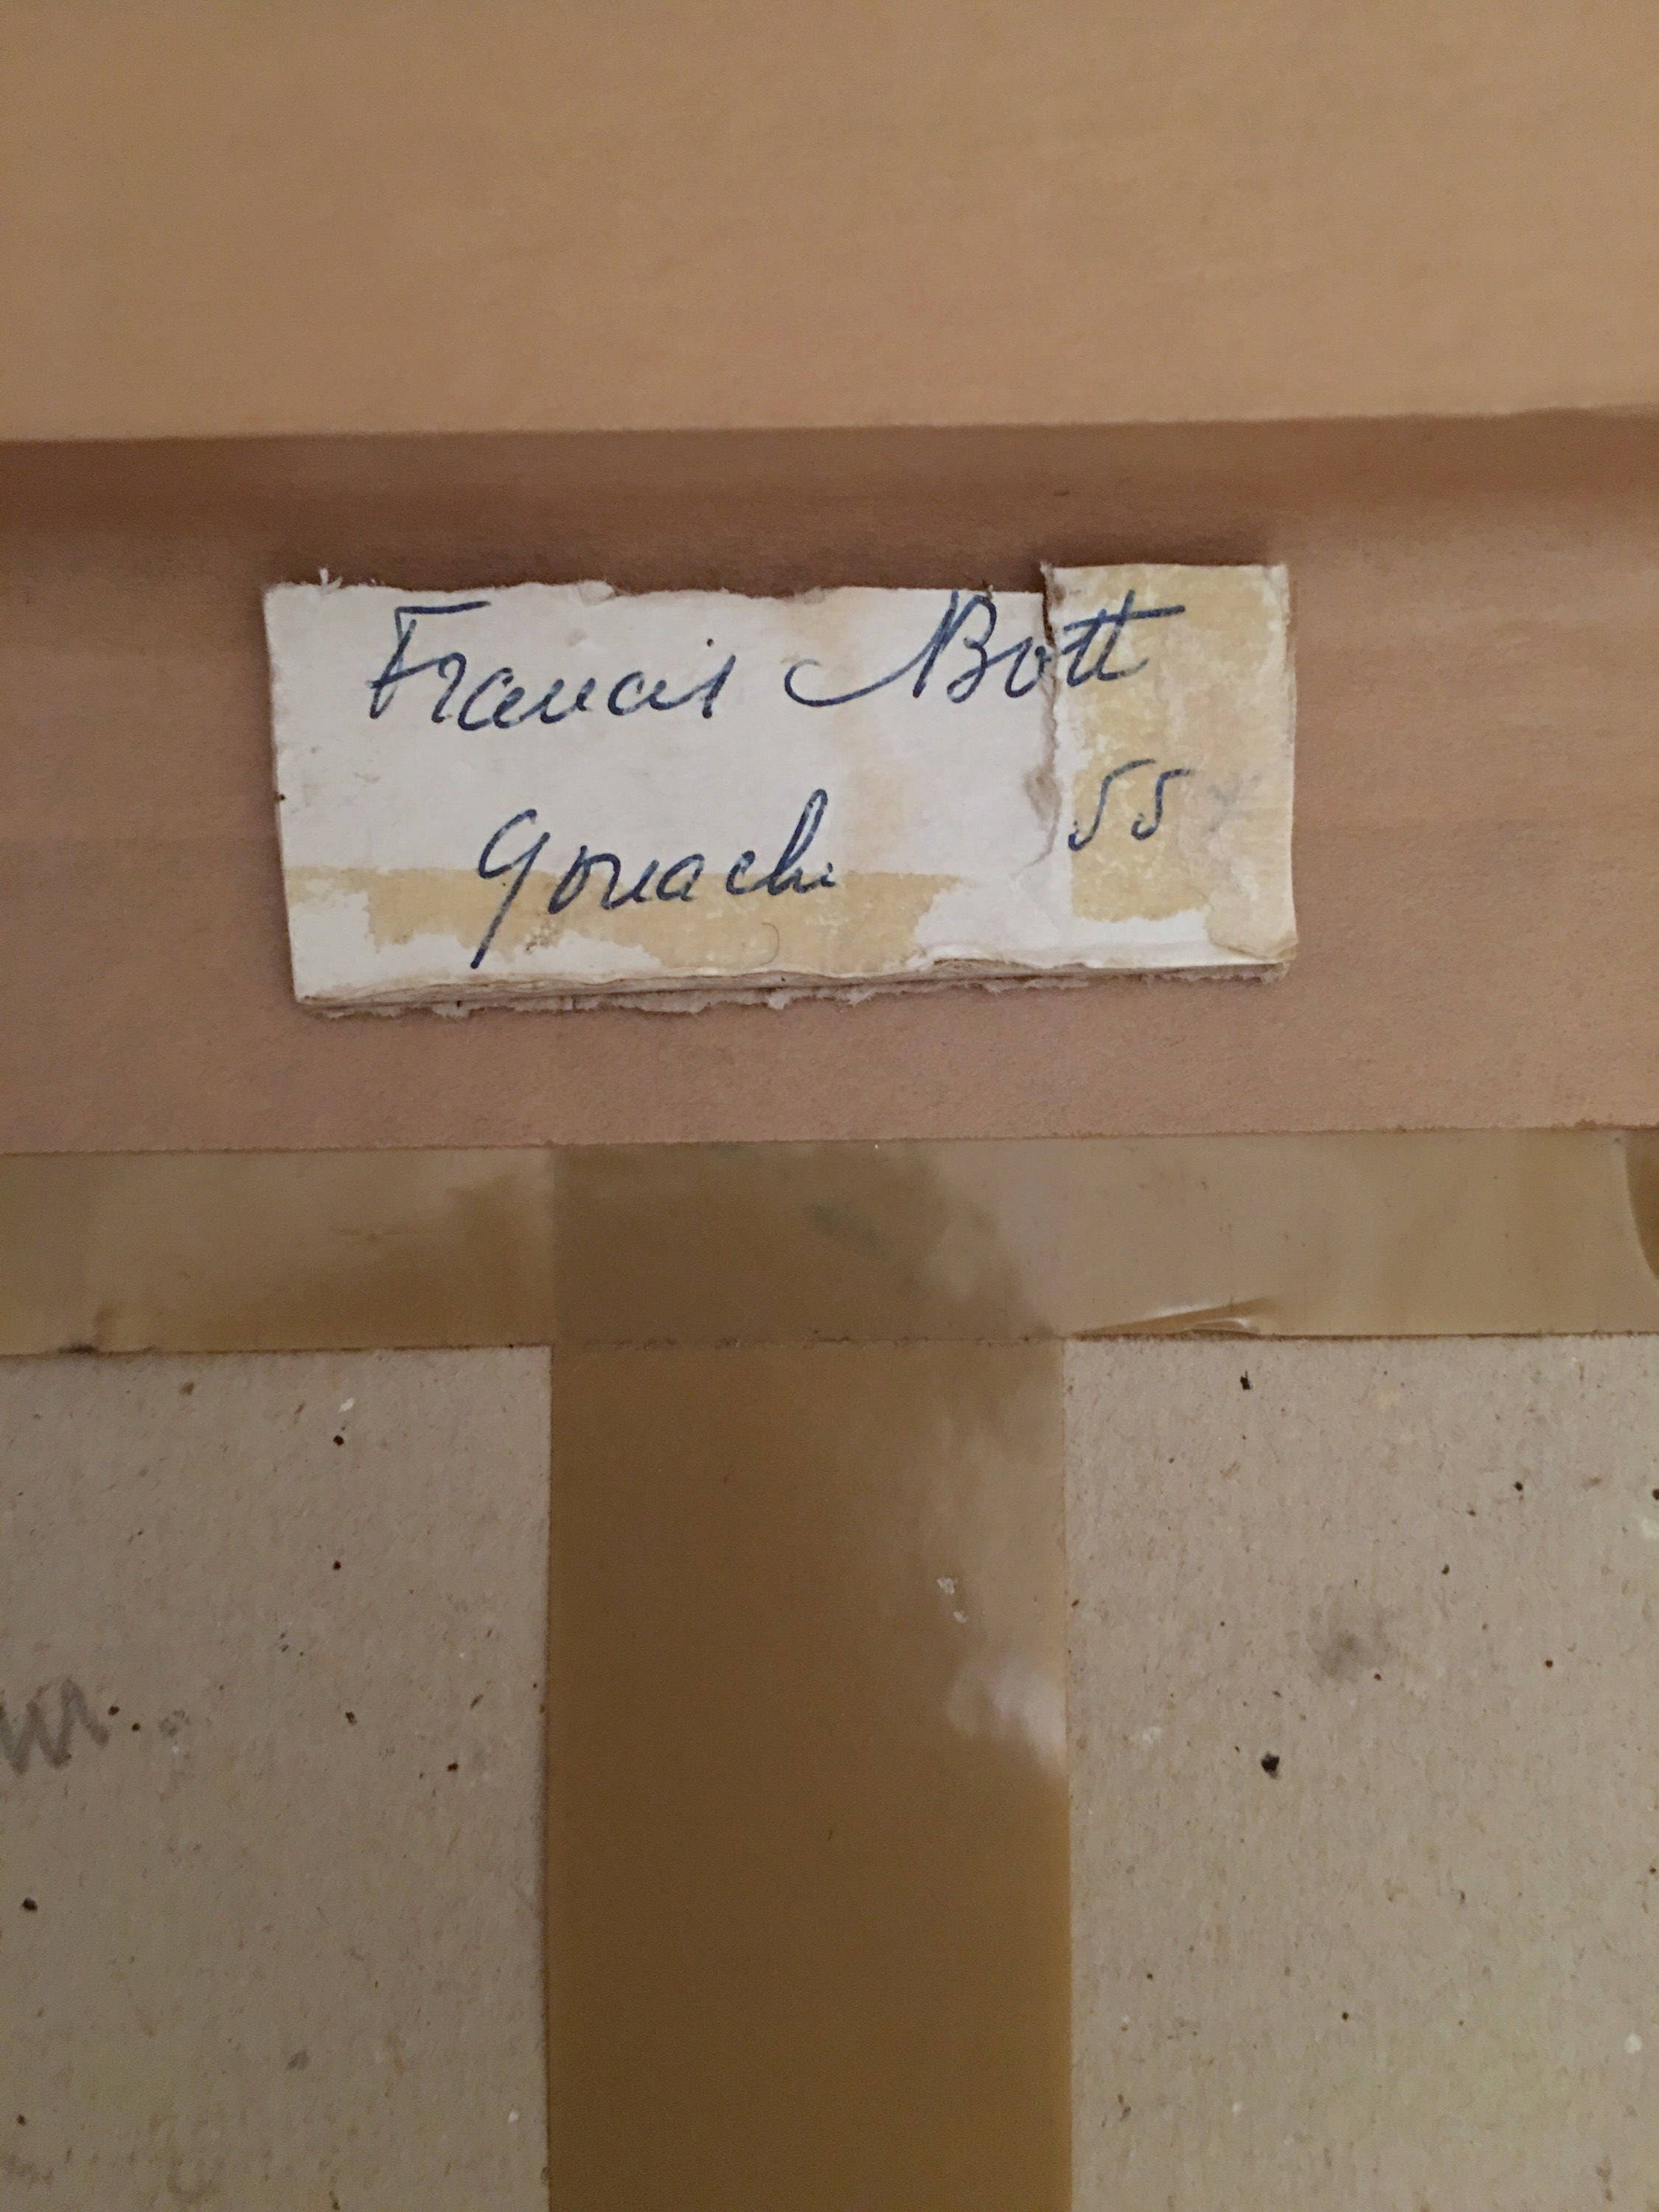 Francis Bott
Gouache 55